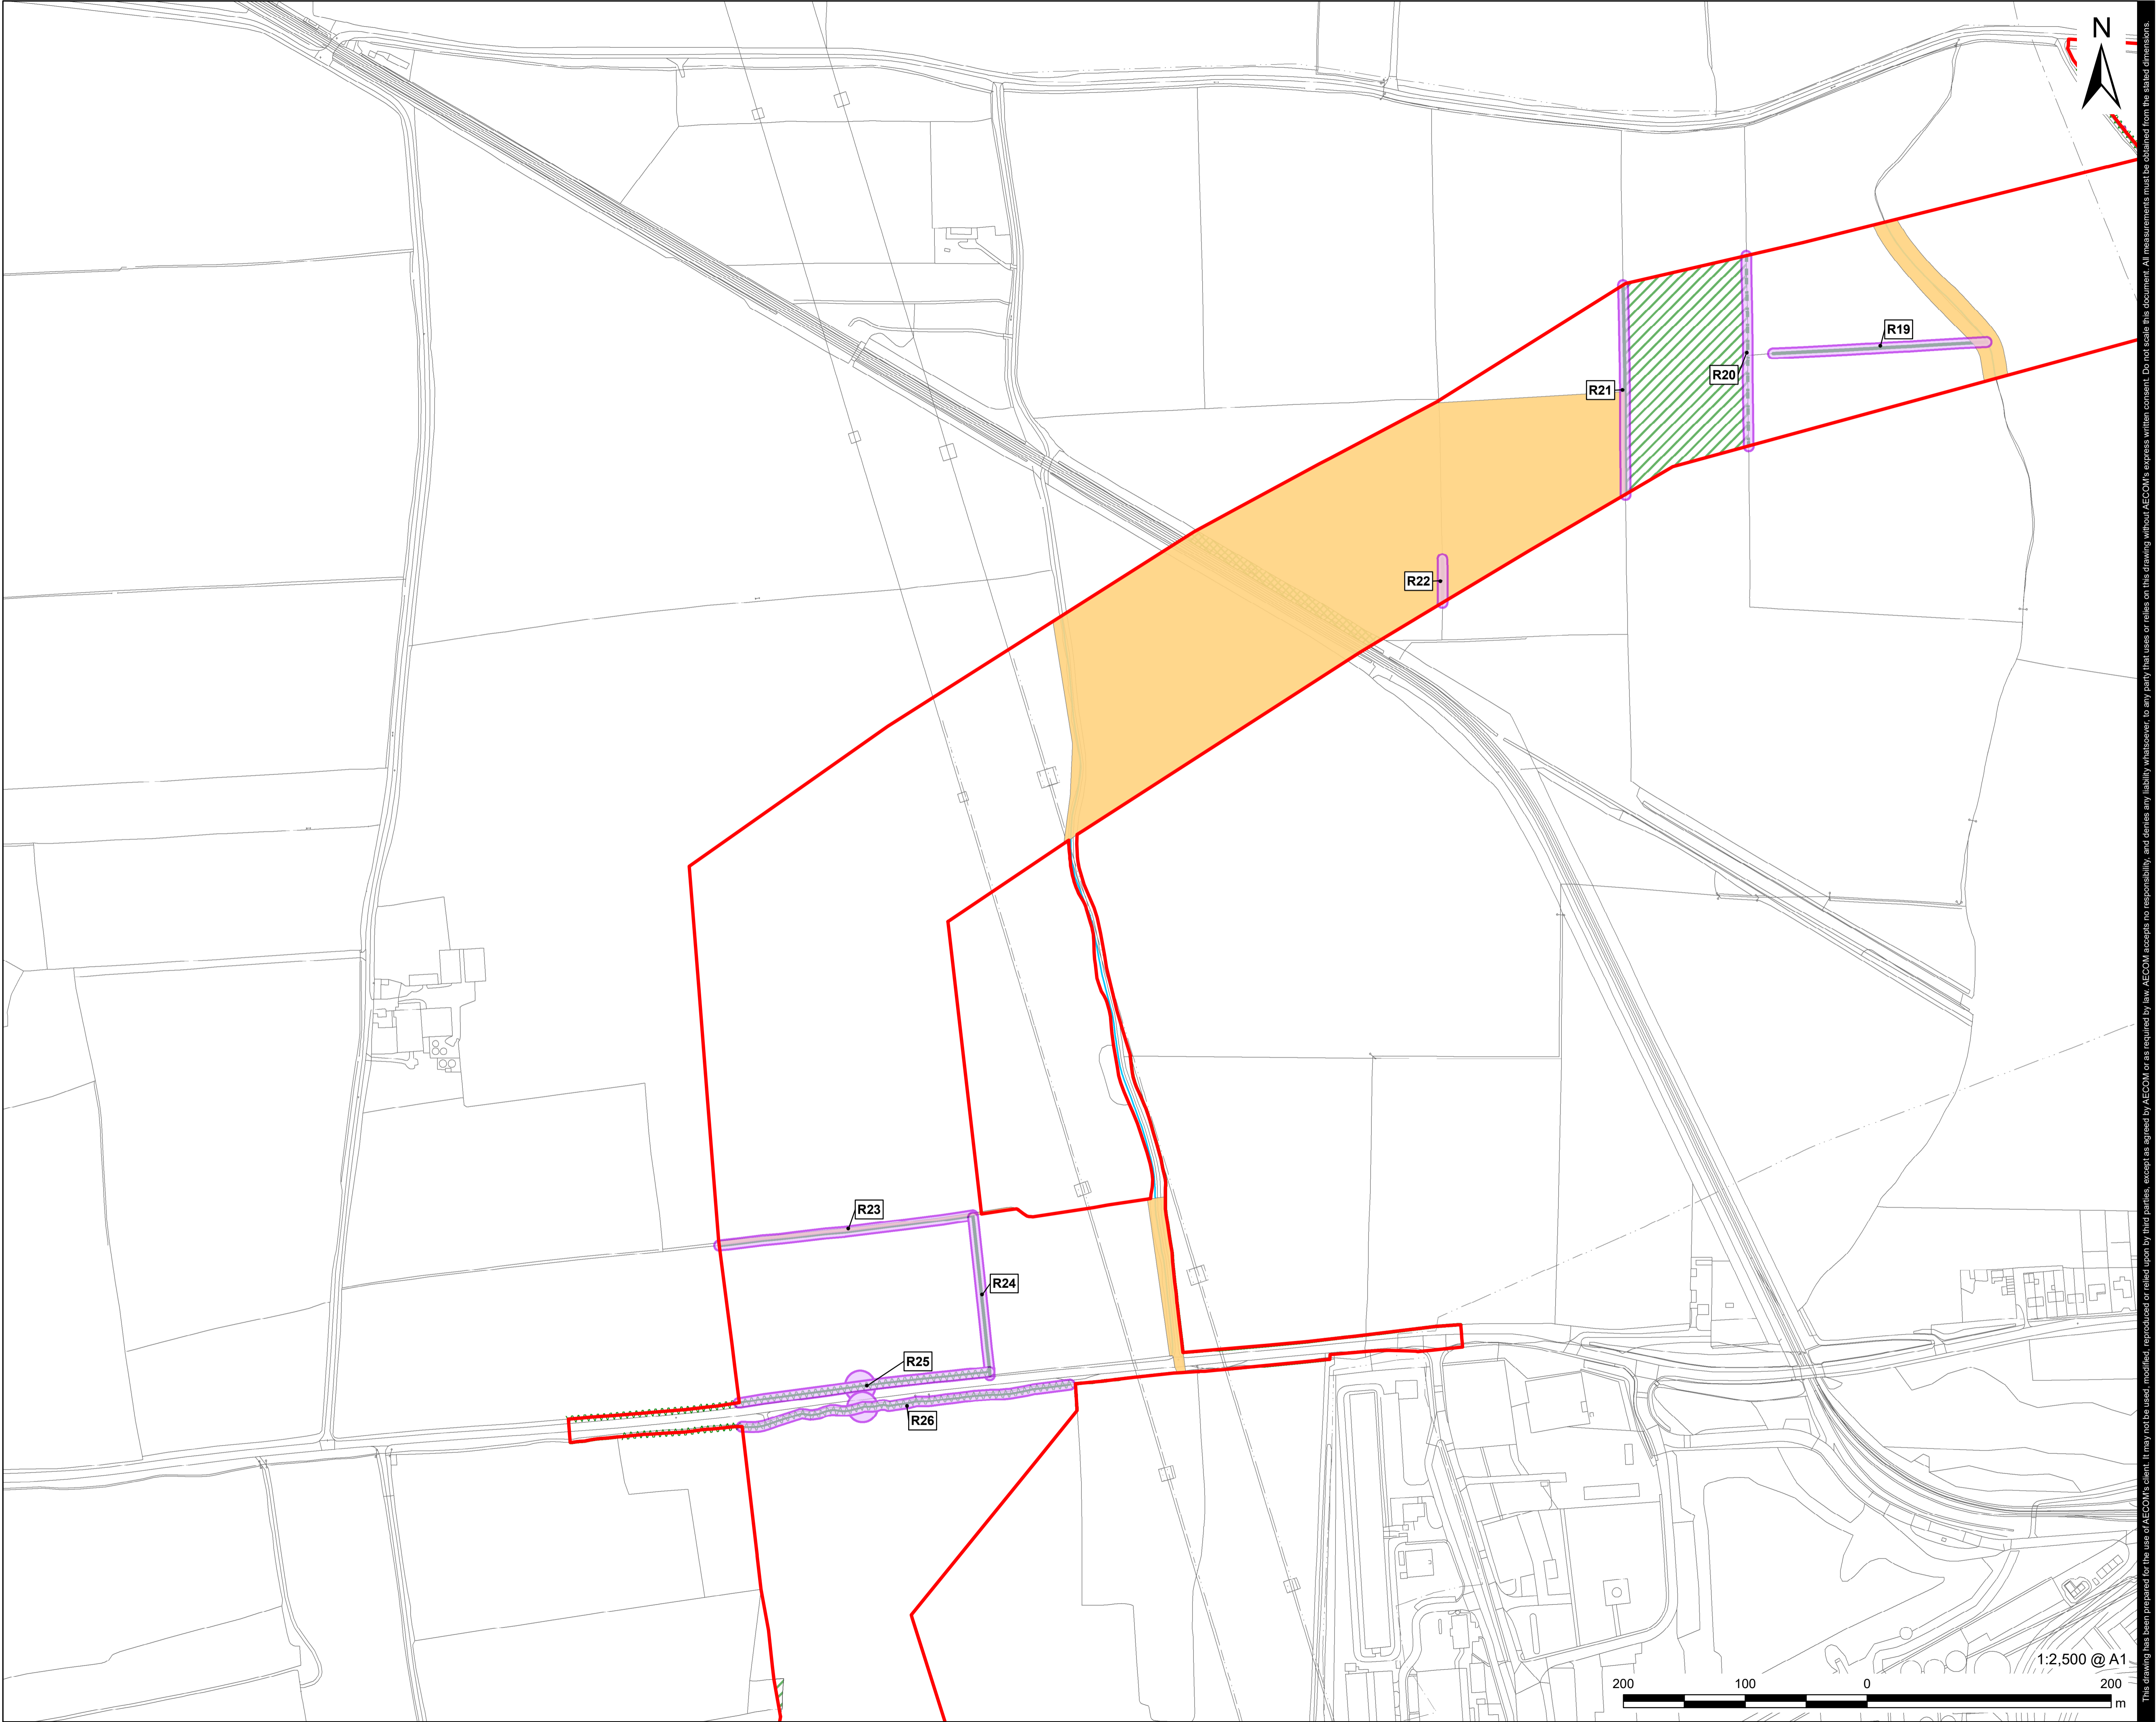 N
R19
R20
R21
R22
R23
R24
R25
R26
1:2,500 @ A1
200 100 0 200
m
This drawing has been prepared for the use of AECOM's client. It may not be used, modified, reproduced or relied upon by third parties, except as agreed by AECOM or as required by law. AECOM accepts no responsibility, and denies any liability whatsoever, to any party that uses or relies on this drawing without AECOM's express written consent. Do not scale this document. All measurements must be obtained from the stated dimensions.